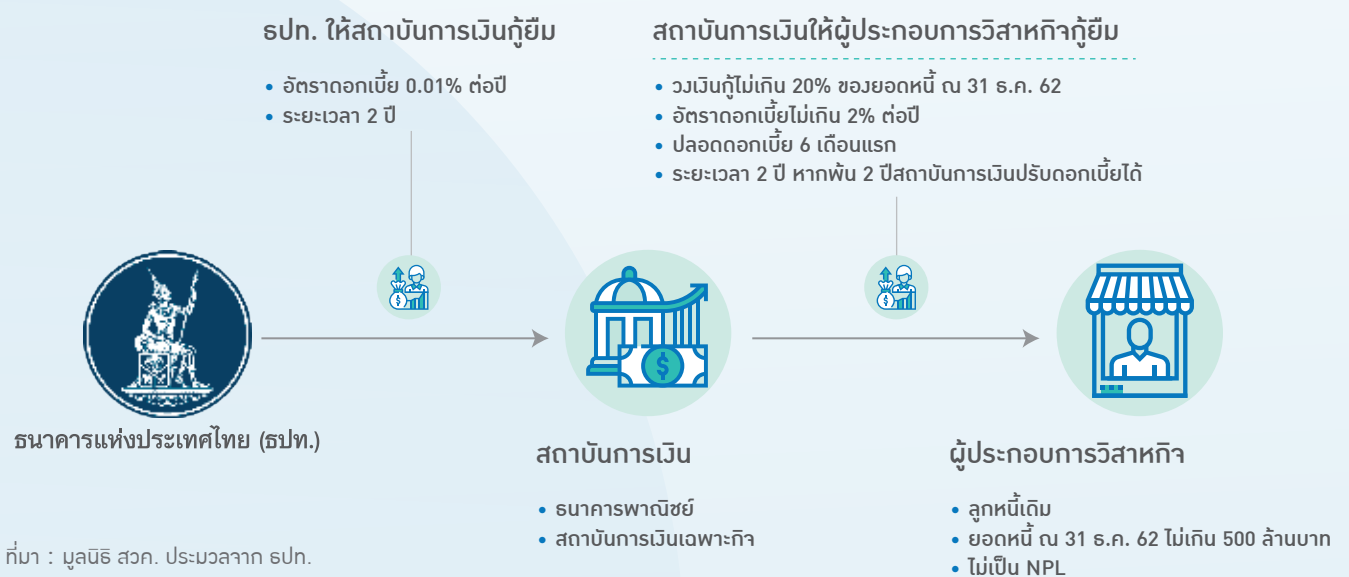 ธปท. ให้สถาบันการเงินกู้ยืม
• อัตราดอกเบี้ย 0.01% ต่อปี
• ระยะเวลา 2 ปี
สถาบันการเงินให้ผู้ประกอบการวิสาหกิจกู้ยืม
• วงเงินกู้ไม่เกิน 20% ของยอดหนี้ ณ 31 ธ.ค. 62
• อัตราดอกเบี้ยไม่เกิน 2% ต่อปี
• ปลอดดอกเบี้ย 6 เดือนแรก
• ระยะเวลา 2 ปี หากพ้น 2 ปีสถาบันการเงินปรับดอกเบี้ยได้
ธนาคารแห่งประเทศไทย (ธปท.)
สถาบันการเงิน
• ธนาคารพาณิชย์
• สถาบันการเงินเฉพาะกิจ
ผู้ประกอบการวิสาหกิจ
• ลูกหนี้เดิม
• ยอดหนี้ ณ 31 ธ.ค. 62 ไม่เกิน 500 ล้านบาท
• ไม่เป็น NPL
ที่มา : มูลนิธิ สวค. ประมวลจาก ธปท.